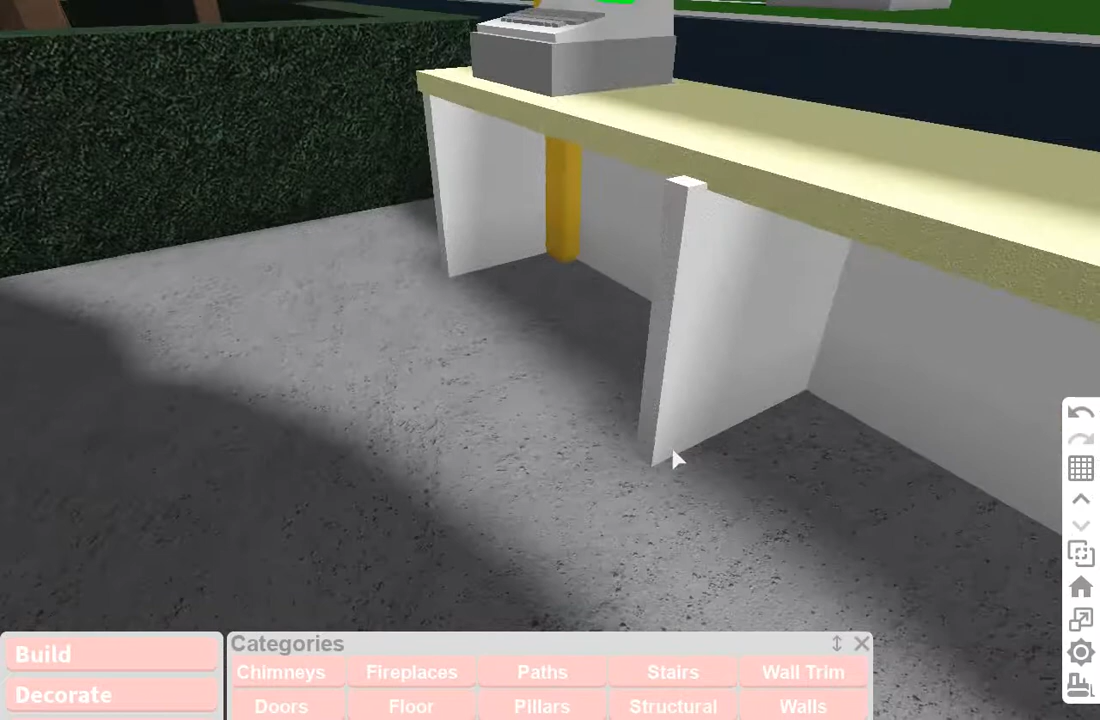 Build
Decorate
Categories
Chimneys Fireplaces Paths Stairs Wall Trim
Doors Floor Pillars Structural Walls